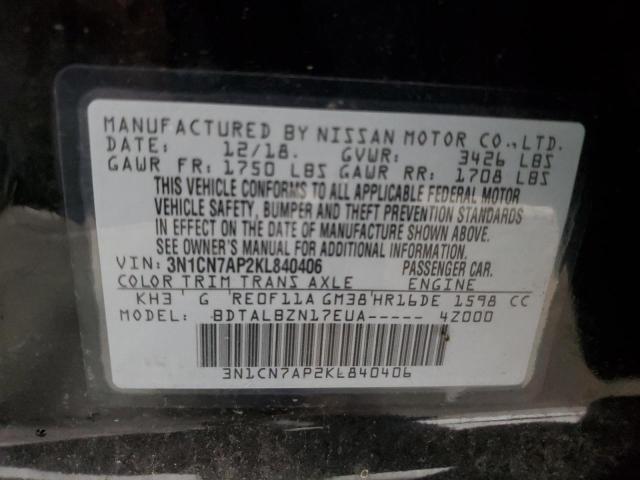 MANUFACTURED BY NISSAN MOTOR CO.,LTD.
DATE: 12/18. GVWR: 3426 LBS
GAWR FR: 1750 LBS GAWR RR: 1708 LBS
THIS VEHICLE CONFORMS TO ALL APPLICABLE FEDERAL MOTOR
VEHICLE SAFETY, BUMPER AND THEFT PREVENTION STANDARDS
IN EFFECT ON THE DATE OF MANUFACTURE SHOWN ABOVE.
SEE OWNER'S MANUAL FOR ADDITIONAL INFORMATION.
VIN: 3N1CN7AP2KL840406 PASSENGER CAR.
COLOR TRIM TRANS AXLE ENGINE
KH3 G RE0F11A GM38 HR16DE 1598 CC
MODEL: BDTALBZN17EUA----- 4Z000
3N1CN7AP2KL840406